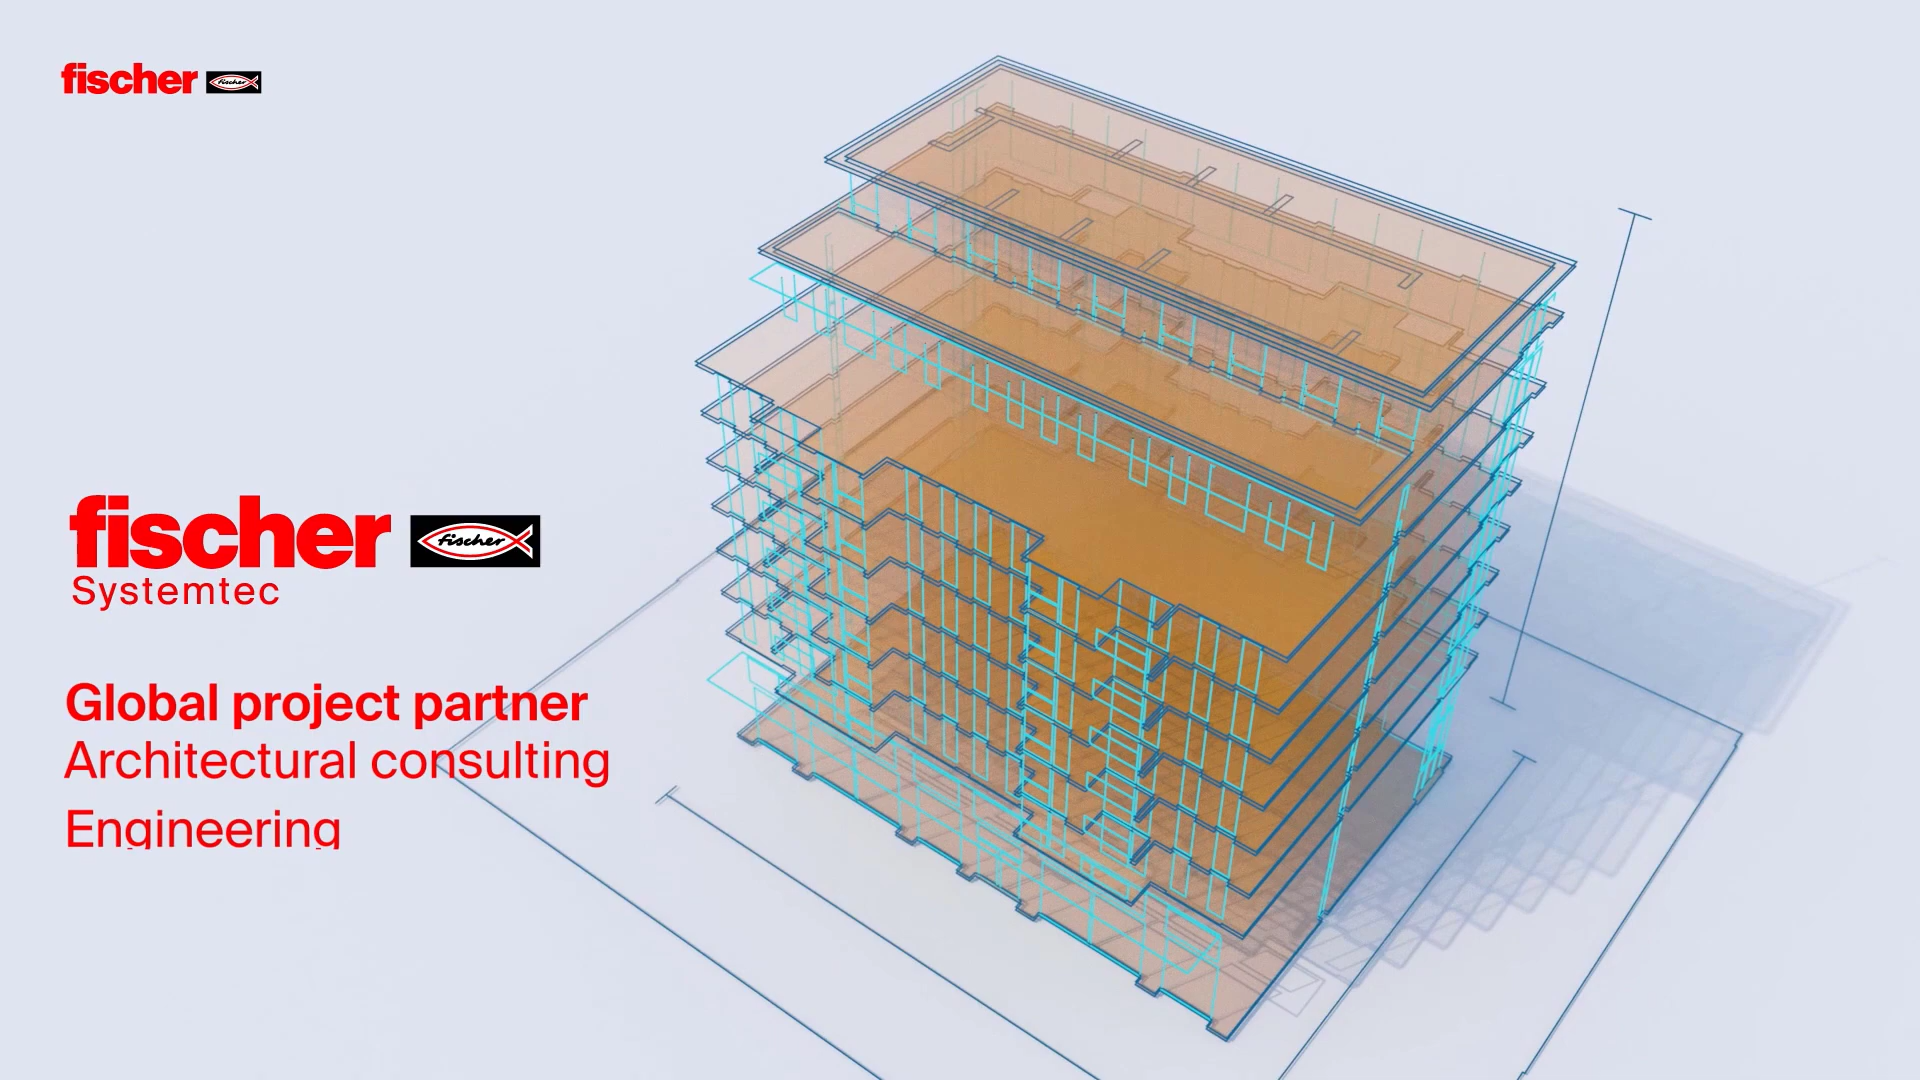 fischer fischer
fischer fischer
Systemtec
Global project partner
Architectural consulting
Engineering